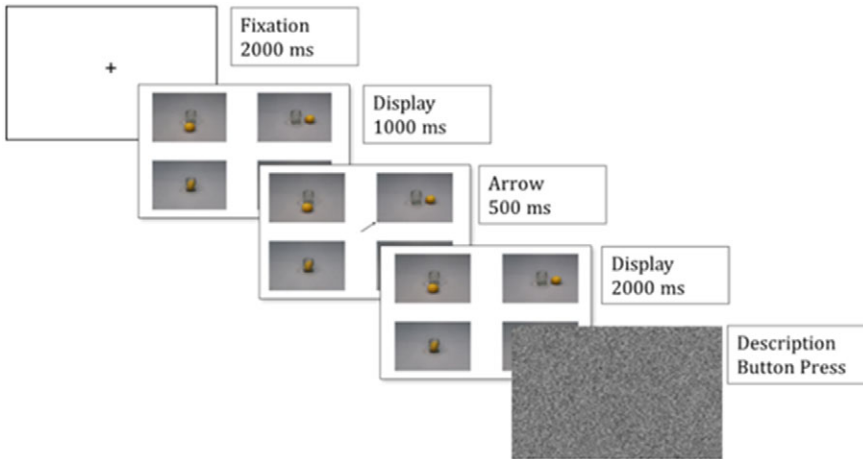 Fixation
2000 ms
Display
1000 ms
Arrow
500 ms
Display
2000 ms
Description
Button Press